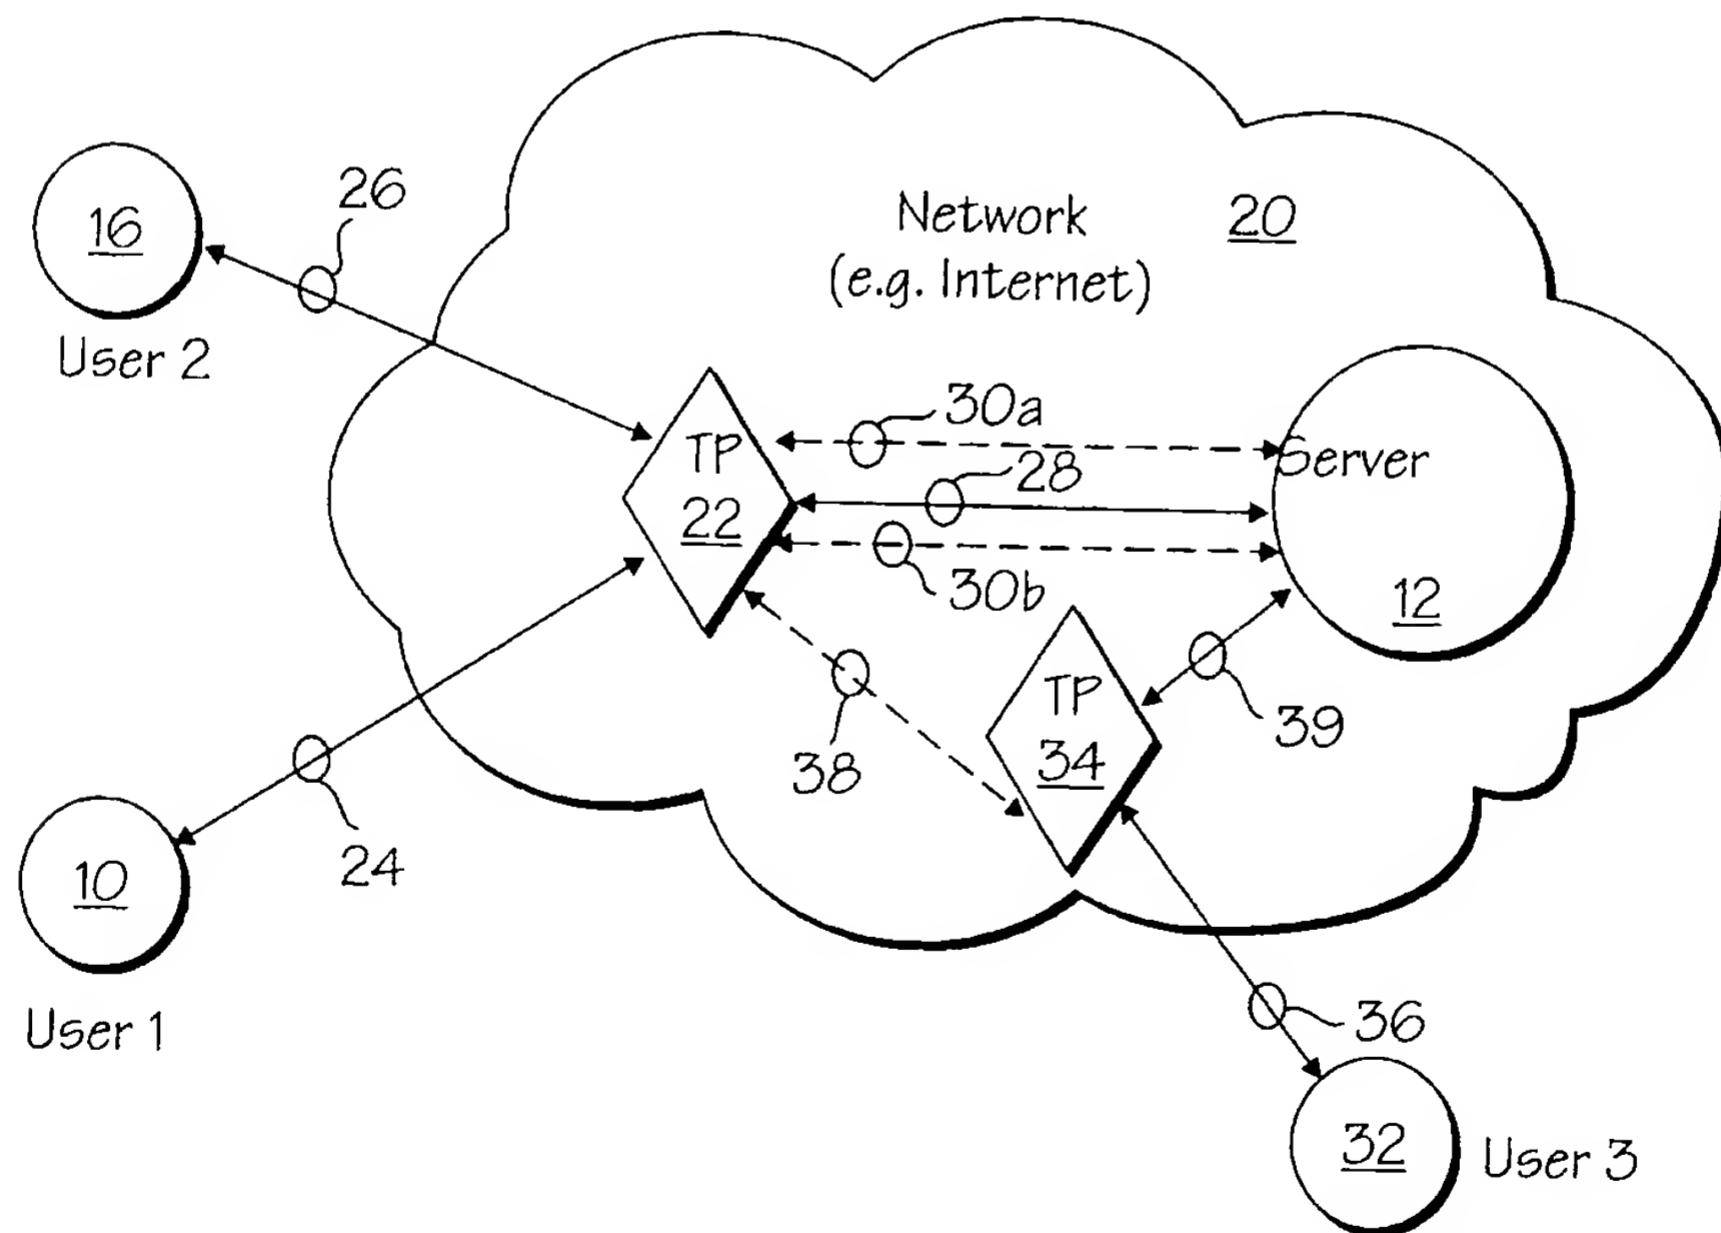 Network 20
(e.g. Internet)
16
26
User 2
30a
TP
22
Server
28
30b
12
TP
34
39
38
24
10
User 1
36
32
User 3